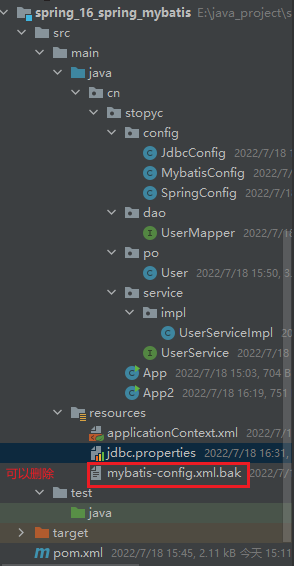 spring_16_spring_mybatis E:\java_project\s
src
main
java
cn
stopyc
config
JdbcConfig 2022/7/18 1
MybatisConfig 2022/7
SpringConfig 2022/7/
dao
UserMapper 2022/7/18
po
User 2022/7/18 15:50, 3.
service
impl
UserServiceImpl 2022
UserService 2022/7/18
App 2022/7/18 15:03, 704 B
App2 2022/7/18 16:19, 751
resources
applicationContext.xml 2022/7/1
jdbc.properties 2022/7/18 16:31,
可以删除 mybatis-config.xml.bak 2022/7
test
java
target
pom.xml 2022/7/18 15:45, 2.11 kB 今天 15:11